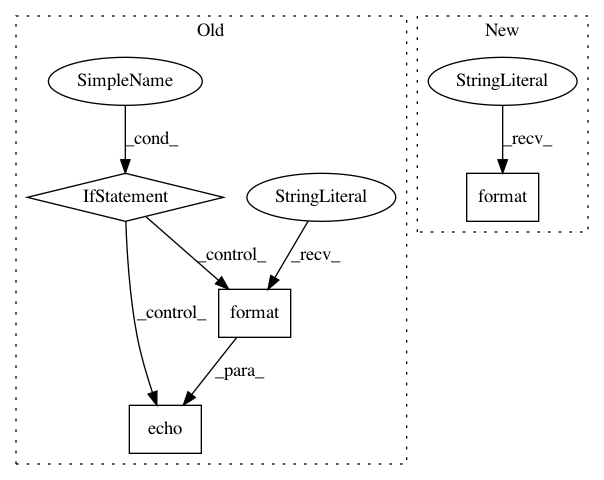 Old
New
SimpleName
StringLiteral
_cond_
_recv_
IfStatement
StringLiteral
format
_control_
_recv_
_control_
format
_para_
echo